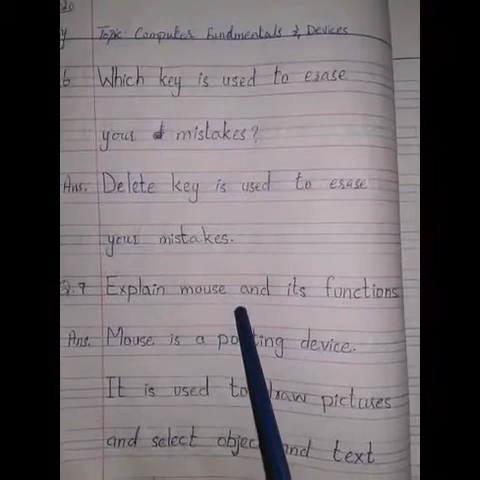 20
y Topic: Computer Fundamentals & Devices
6 Which key is used to erase
your mistakes?
Ans. Delete key is used to erase
your mistakes.
Q.7 Explain mouse and its functions
Ans. Mouse is a pointing device.
It is used to draw pictures
and select object and text